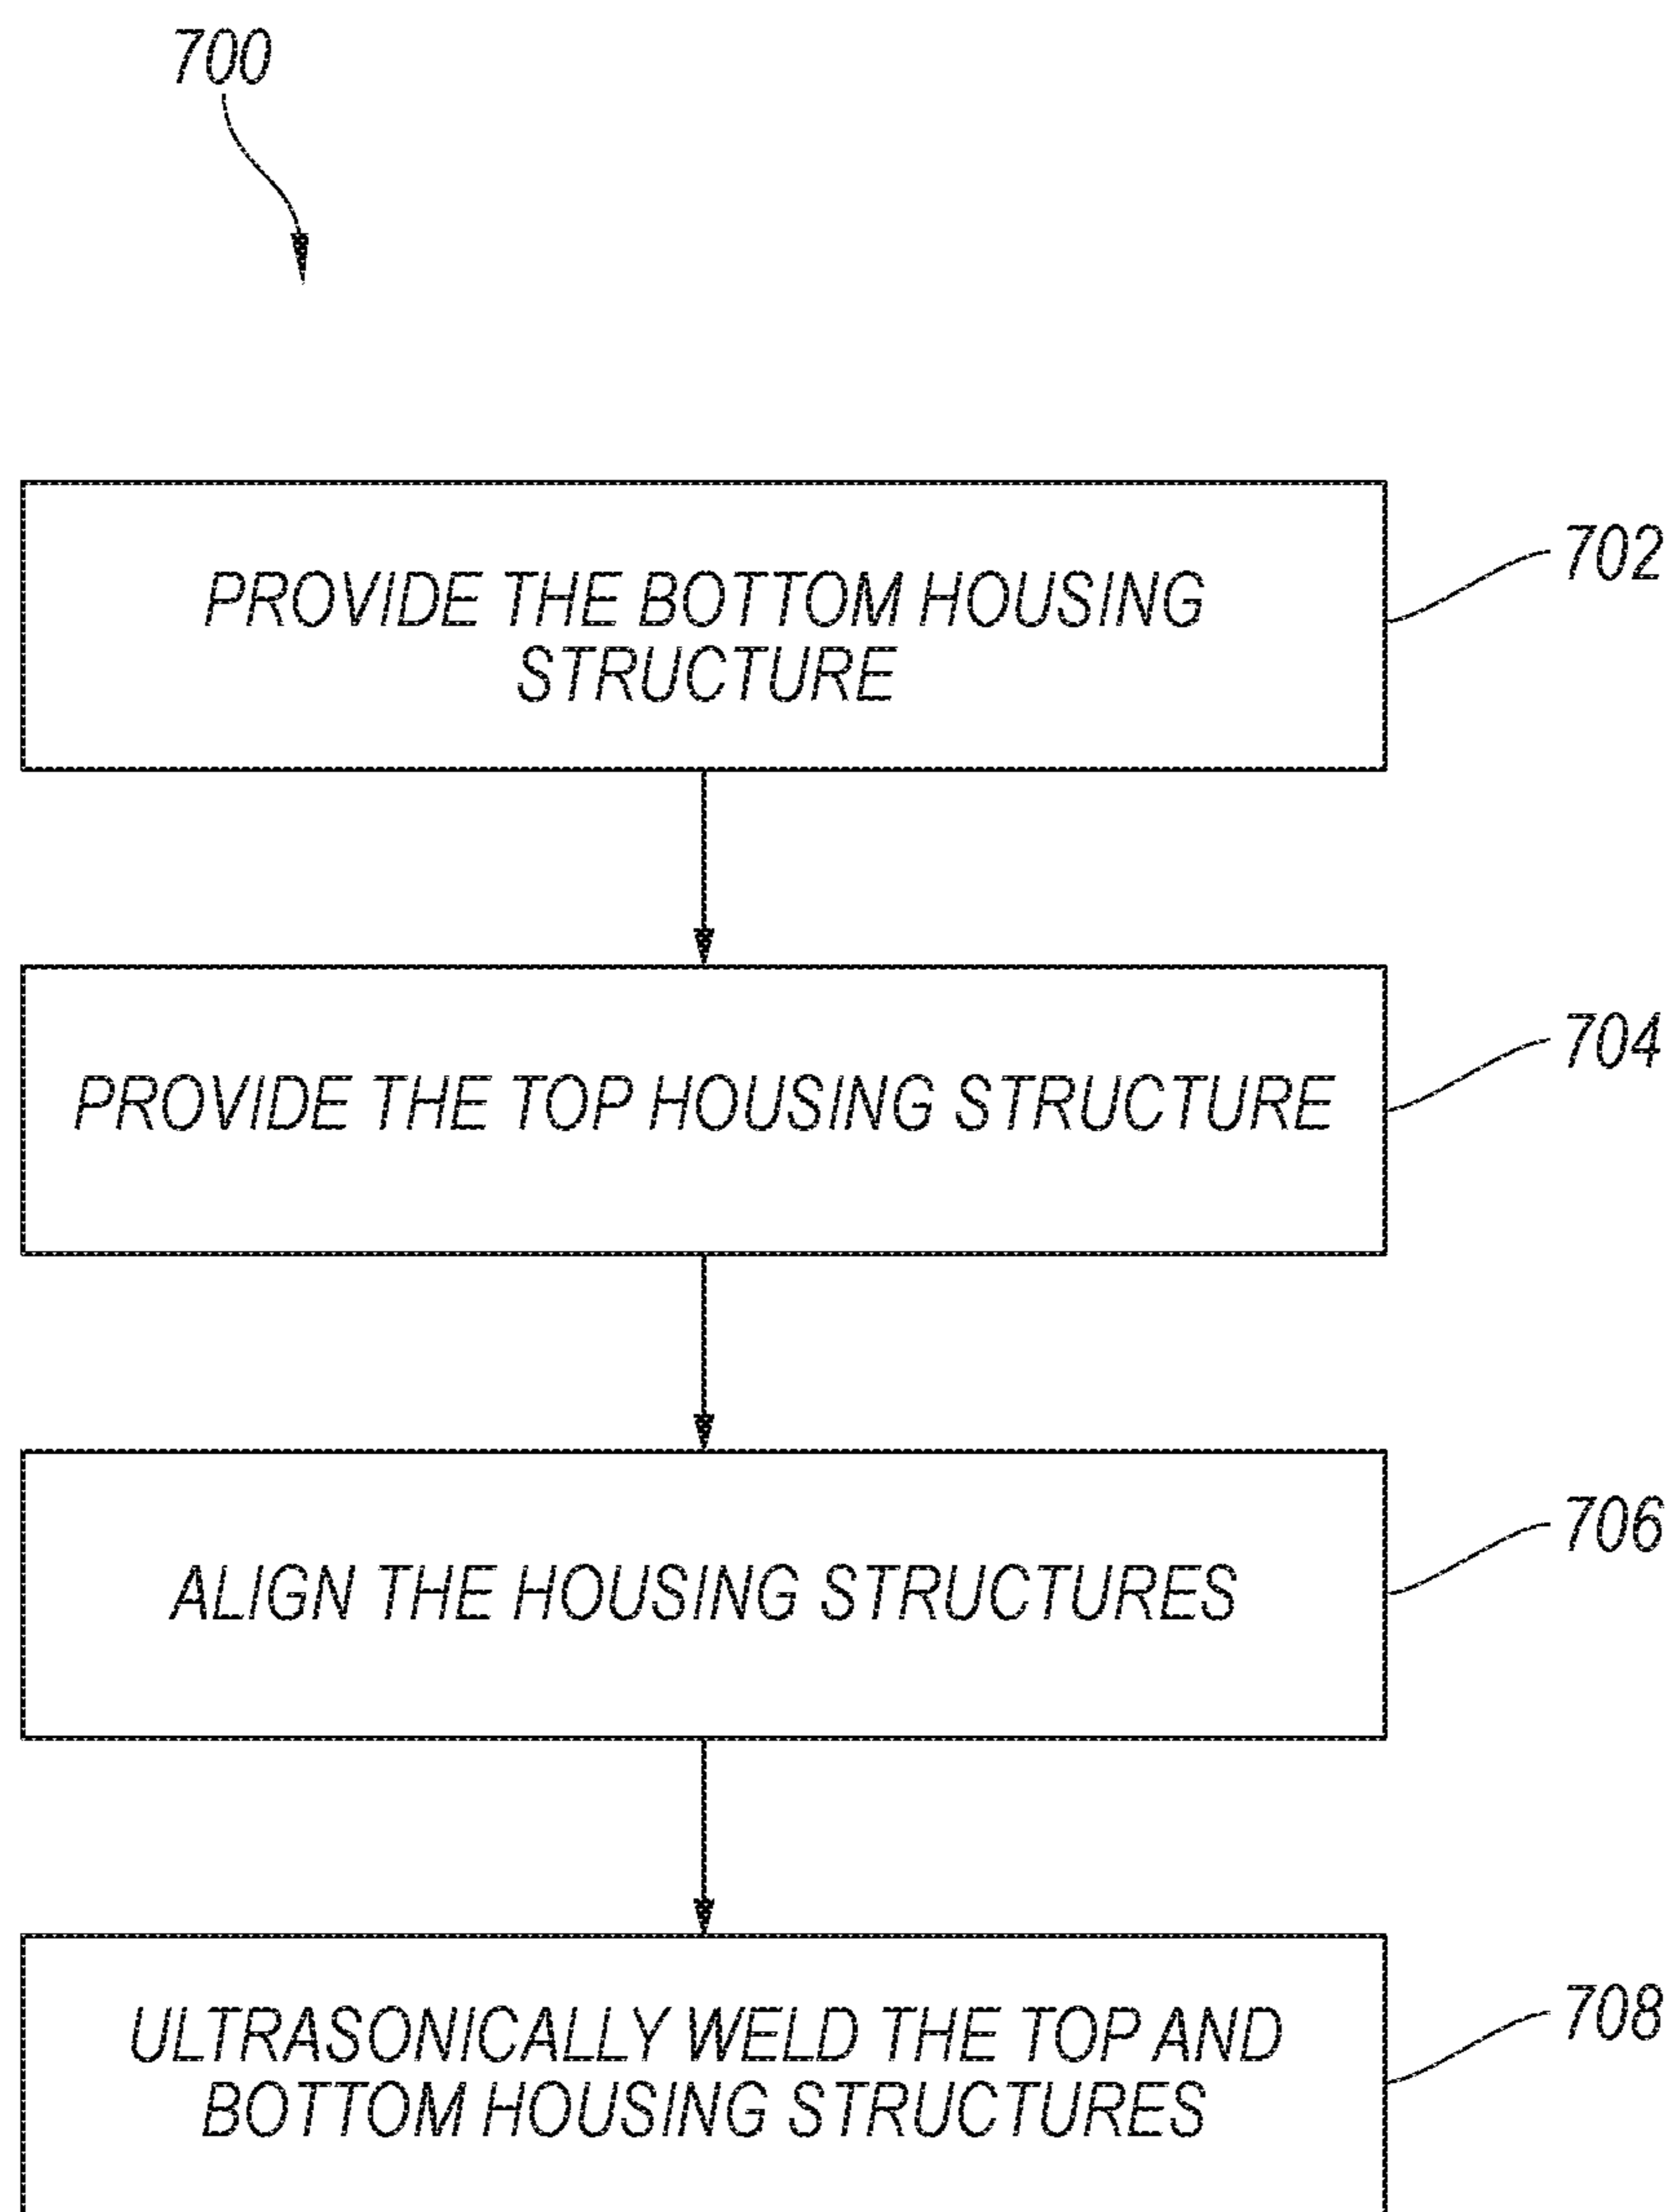 700
PROVIDE THE BOTTOM HOUSING
STRUCTURE
702
PROVIDE THE TOP HOUSING STRUCTURE
704
ALIGN THE HOUSING STRUCTURES
706
ULTRASONICALLY WELD THE TOP AND
BOTTOM HOUSING STRUCTURES
708